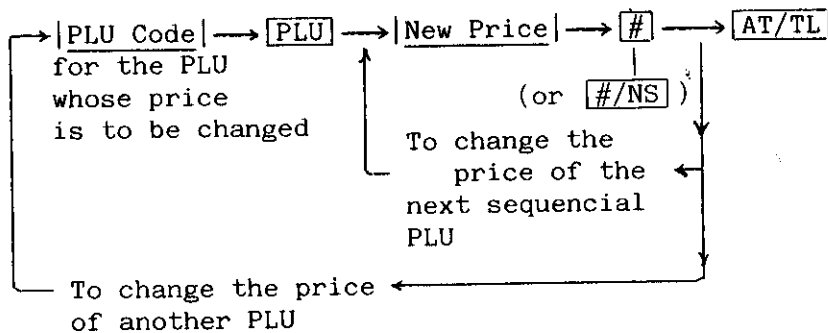 PLU Code PLU New Price # AT/TL
for the PLU
whose price
is to be changed
(or #/NS )
To change the
price of the
next sequencial
PLU
To change the price
of another PLU